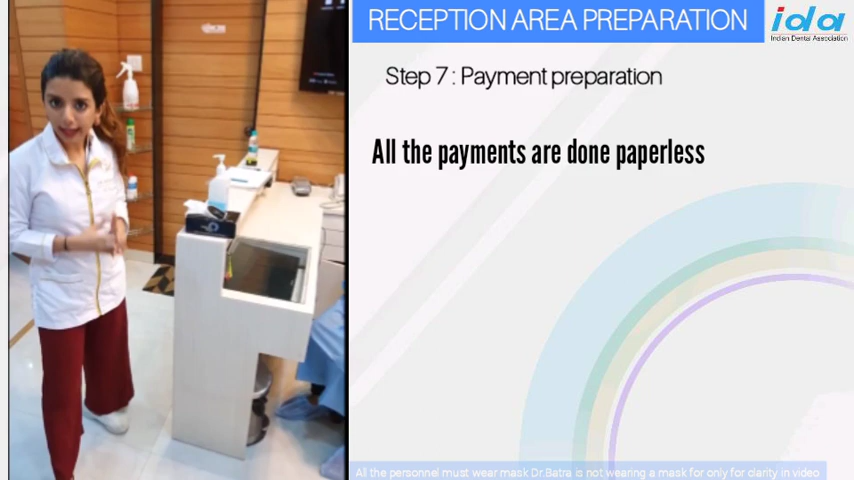 RECEPTION AREA PREPARATION
ida
Indian Dental Association
Step 7 : Payment preparation
All the payments are done paperless
All the personnel must wear mask Dr.Batra is not wearing a mask for only for clarity in video